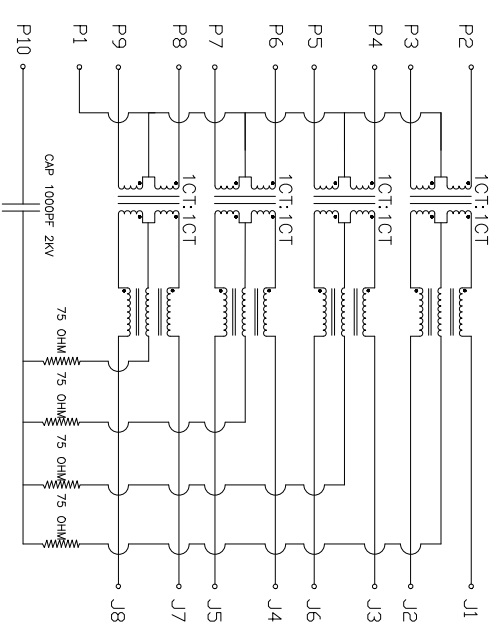 P10
P1
P9
P8
P7
P6
P5
P4
P3
P2
1CT:1CT
1CT:1CT
1CT:1CT
1CT:1CT
CAP 1000PF 2KV
75 OHM
75 OHM
75 OHM
75 OHM
J8
J7
J5
J4
J6
J3
J2
J1